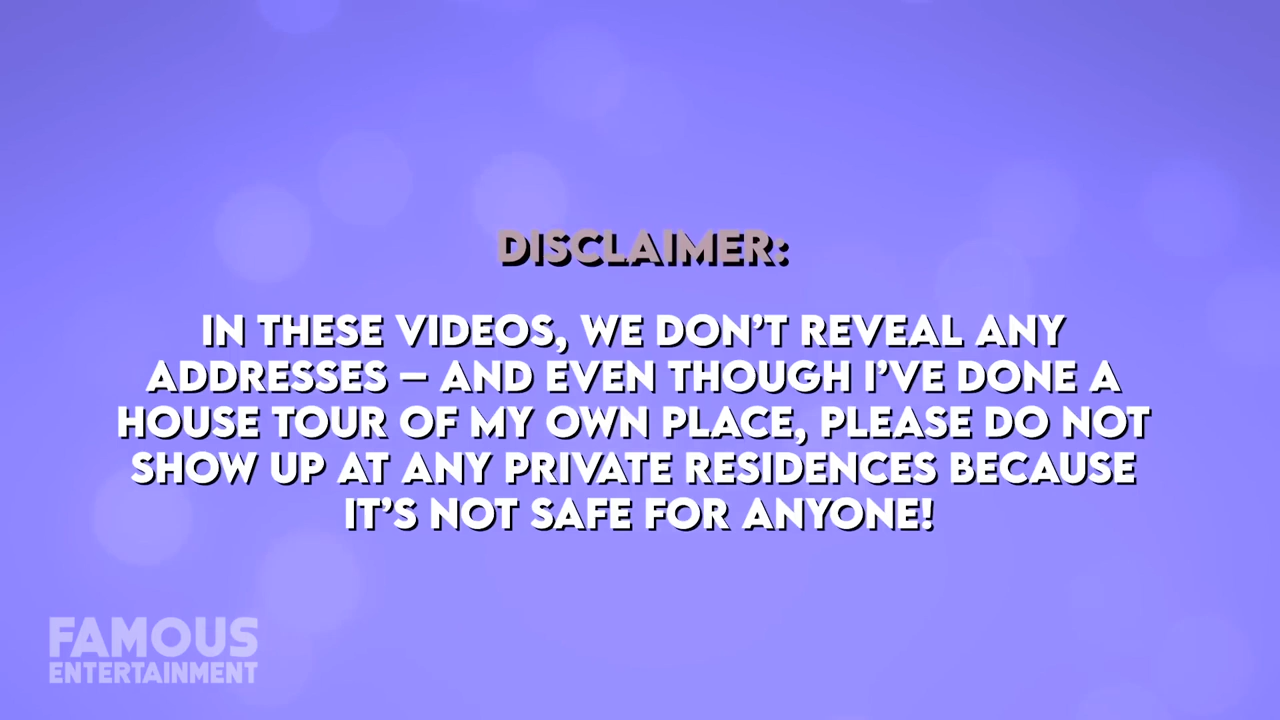 DISCLAIMER:
IN THESE VIDEOS, WE DON'T REVEAL ANY
ADDRESSES – AND EVEN THOUGH I'VE DONE A
HOUSE TOUR OF MY OWN PLACE, PLEASE DO NOT
SHOW UP AT ANY PRIVATE RESIDENCES BECAUSE
IT'S NOT SAFE FOR ANYONE!
FAMOUS
ENTERTAINMENT